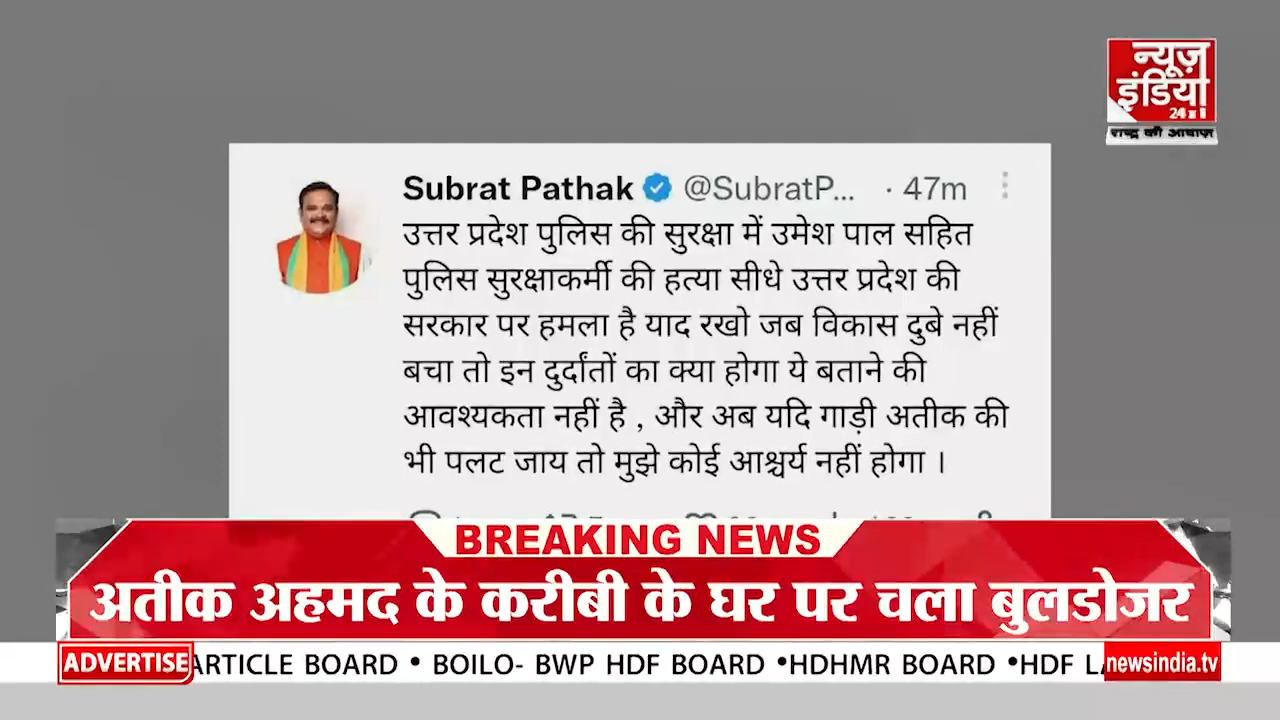 न्यूज़
इंडिया
24x7
राष्ट्र की आवाज़
Subrat Pathak @SubratP... · 47m
उत्तर प्रदेश पुलिस की सुरक्षा में उमेश पाल सहित
पुलिस सुरक्षाकर्मी की हत्या सीधे उत्तर प्रदेश की
सरकार पर हमला है याद रखो जब विकास दुबे नहीं
बचा तो इन दुर्दांतों का क्या होगा ये बताने की
आवश्यकता नहीं है , और अब यदि गाड़ी अतीक की
भी पलट जाय तो मुझे कोई आश्चर्य नहीं होगा ।
BREAKING NEWS
अतीक अहमद के करीबी के घर पर चला बुलडोजर
ADVERTISE ARTICLE BOARD • BOILO- BWP HDF BOARD •HDHMR BOARD •HDF newsindia.tv